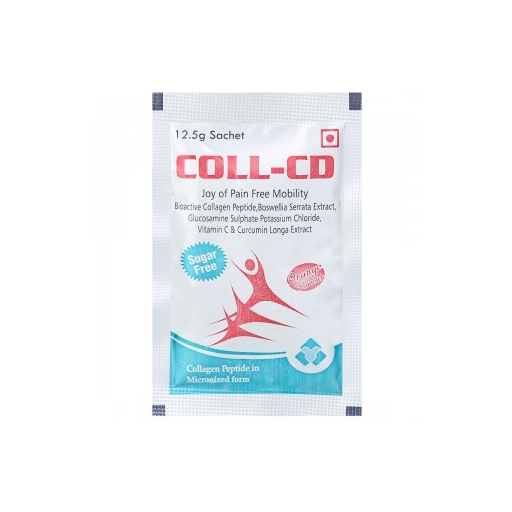 12.5g Sachet
COLL-CD
Joy of Pain Free Mobility
Bioactive Collagen Peptide,Boswellia Serrata Extract,
Glucosamine Sulphate Potassium Chloride,
Vitamin C & Curcumin Longa Extract
Sugar
Free
Orange
Flavour
Collagen Peptide in
Micronized form